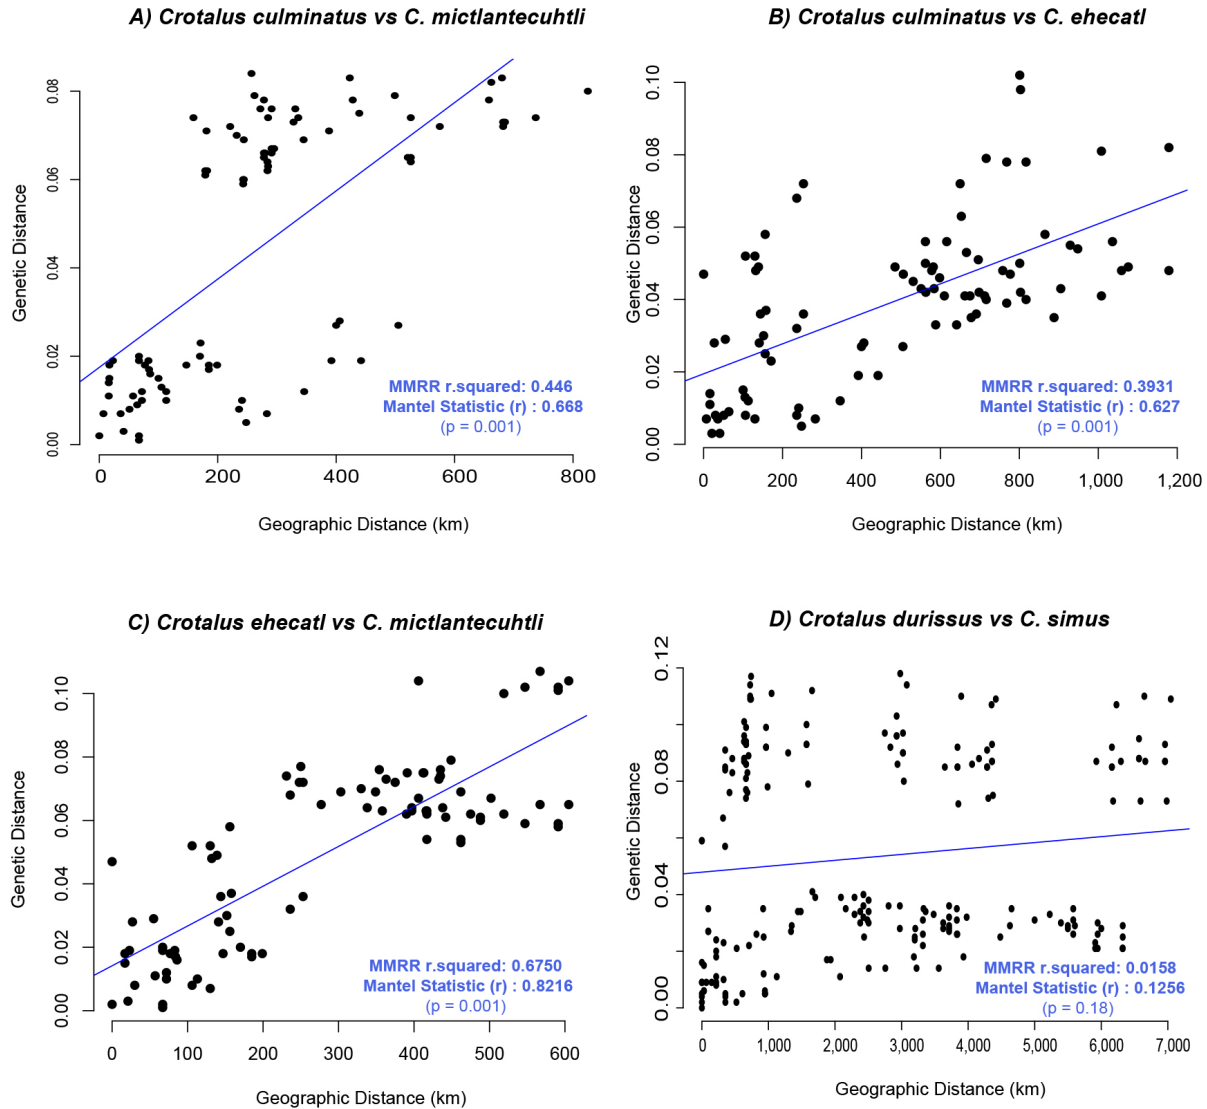 A) Crotalus culminatus vs C. mictlantecuhtli
Genetic Distance
0.08
0.06
0.04
0.02
0.00
MMRR r.squared: 0.446
Mantel Statistic (r) : 0.668
(p = 0.001)
0 200 400 600 800
Geographic Distance (km)
B) Crotalus culminatus vs C. ehecatl
Genetic Distance
0.10
0.08
0.06
0.04
0.02
0.00
MMRR r.squared: 0.3931
Mantel Statistic (r) : 0.627
(p = 0.001)
0 200 400 600 800 1,000 1,200
Geographic Distance (km)
C) Crotalus ehecatl vs C. mictlantecuhtli
Genetic Distance
0.10
0.08
0.06
0.04
0.02
0.00
MMRR r.squared: 0.6750
Mantel Statistic (r) : 0.8216
(p = 0.001)
0 100 200 300 400 500 600
Geographic Distance (km)
D) Crotalus durissus vs C. simus
Genetic Distance
0.12
0.08
0.04
0.00
MMRR r.squared: 0.0158
Mantel Statistic (r) : 0.1256
(p = 0.18)
0 1,000 2,000 3,000 4,000 5,000 6,000 7,000
Geographic Distance (km)